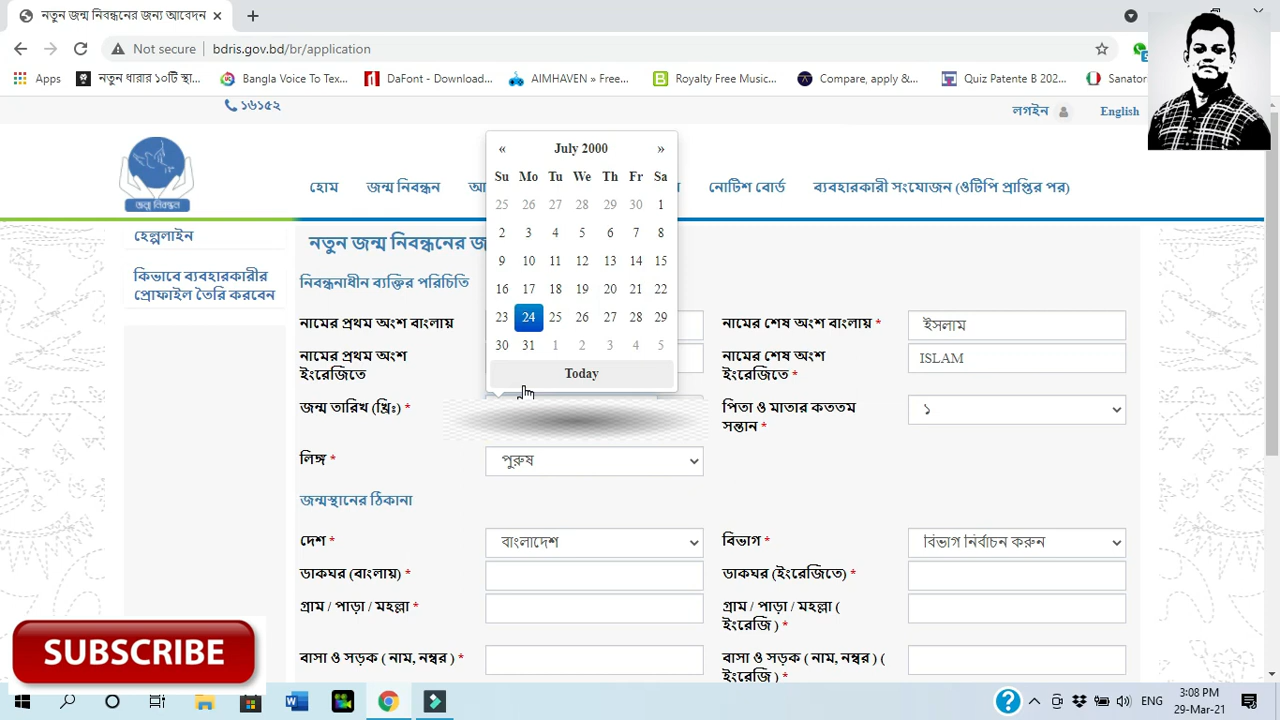 নতুন জন্ম নিবন্ধনের জন্য আবেদন
Not secure | bdris.gov.bd/br/application
Apps নতুন ধারার ১০টি স্থা... Bangla Voice To Tex... DaFont - Download... AIMHAVEN » Free... Royalty Free Music... Compare, apply &... Quiz Patente B 202... Sanator
১৬১৫২ লগইন English
জন্ম নিবন্ধন
হোম জন্ম নিবন্ধন নোটিশ বোর্ড ব্যবহারকারী সংযোজন (ওটিপি প্রাপ্তির পর)
« July 2000 »
Su Mo Tu We Th Fr Sa
25 26 27 28 29 30 1
2 3 4 5 6 7 8
9 10 11 12 13 14 15
16 17 18 19 20 21 22
23 24 25 26 27 28 29
30 31 1 2 3 4 5
Today
হেল্পলাইন
কিভাবে ব্যবহারকারীর
প্রোফাইল তৈরি করবেন
নতুন জন্ম নিবন্ধনের জ
নিবন্ধনাধীন ব্যক্তির পরিচিতি
নামের প্রথম অংশ বাংলায় নামের শেষ অংশ বাংলায় * ইসলাম
নামের প্রথম অংশ
ইংরেজিতে
নামের শেষ অংশ
ইংরেজিতে * ISLAM
জন্ম তারিখ (খ্রিঃ) *
পিতা ও মাতার কততম
সন্তান * ১
লিঙ্গ * পুরুষ
জন্মস্থানের ঠিকানা
দেশ * বাংলাদেশ বিভাগ * বিভাগ নির্বাচন করুন
ডাকঘর (বাংলায়) * ডাকঘর (ইংরেজিতে) *
গ্রাম / পাড়া / মহল্লা *
গ্রাম / পাড়া / মহল্লা (
ইংরেজি ) *
বাসা ও সড়ক ( নাম, নম্বর ) *
বাসা ও সড়ক ( নাম, নম্বর ) (
ইংরেজি ) *
SUBSCRIBE
ENG 3:08 PM
29-Mar-21